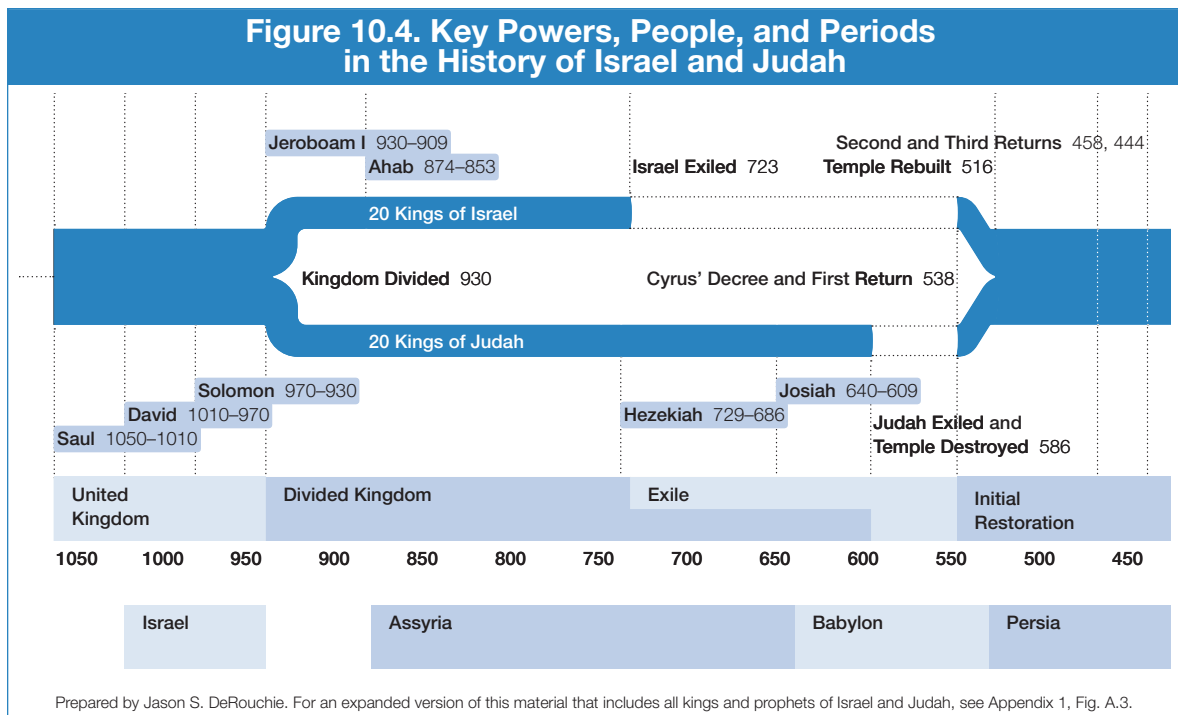 Figure 10.4. Key Powers, People, and Periods
in the History of Israel and Judah
Jeroboam I 930–909
Ahab 874–853
Israel Exiled 723
Second and Third Returns 458, 444
Temple Rebuilt 516
20 Kings of Israel
Kingdom Divided 930
Cyrus’ Decree and First Return 538
20 Kings of Judah
Solomon 970–930
David 1010–970
Saul 1050–1010
Josiah 640–609
Hezekiah 729–686
Judah Exiled and
Temple Destroyed 586
United
Kingdom
Divided Kingdom
Exile
Initial
Restoration
1050 1000 950 900 850 800 750 700 650 600 550 500 450
Israel
Assyria
Babylon
Persia
Prepared by Jason S. DeRouchie. For an expanded version of this material that includes all kings and prophets of Israel and Judah, see Appendix 1, Fig. A.3.